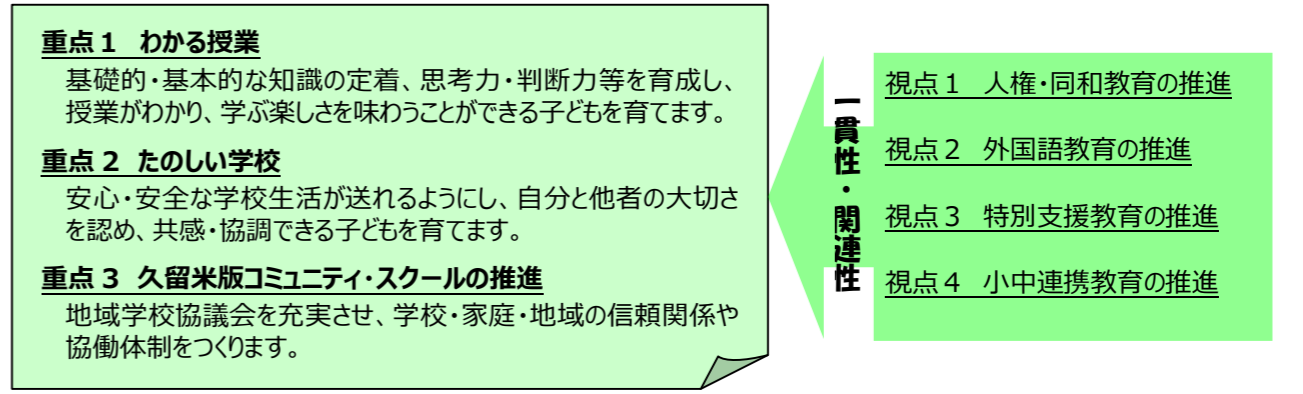 重点１　わかる授業
基礎的・基本的な知識の定着、思考力・判断力等を育成し、
授業がわかり、学ぶ楽しさを味わうことができる子どもを育てます。
重点２　たのしい学校
安心・安全な学校生活が送れるようにし、自分と他者の大切さ
を認め、共感・協調できる子どもを育てます。
重点３　久留米版コミュニティ・スクールの推進
地域学校協議会を充実させ、学校・家庭・地域の信頼関係や
協働体制をつくります。
一貫性・関連性
視点１　人権・同和教育の推進
視点２　外国語教育の推進
視点３　特別支援教育の推進
視点４　小中連携教育の推進